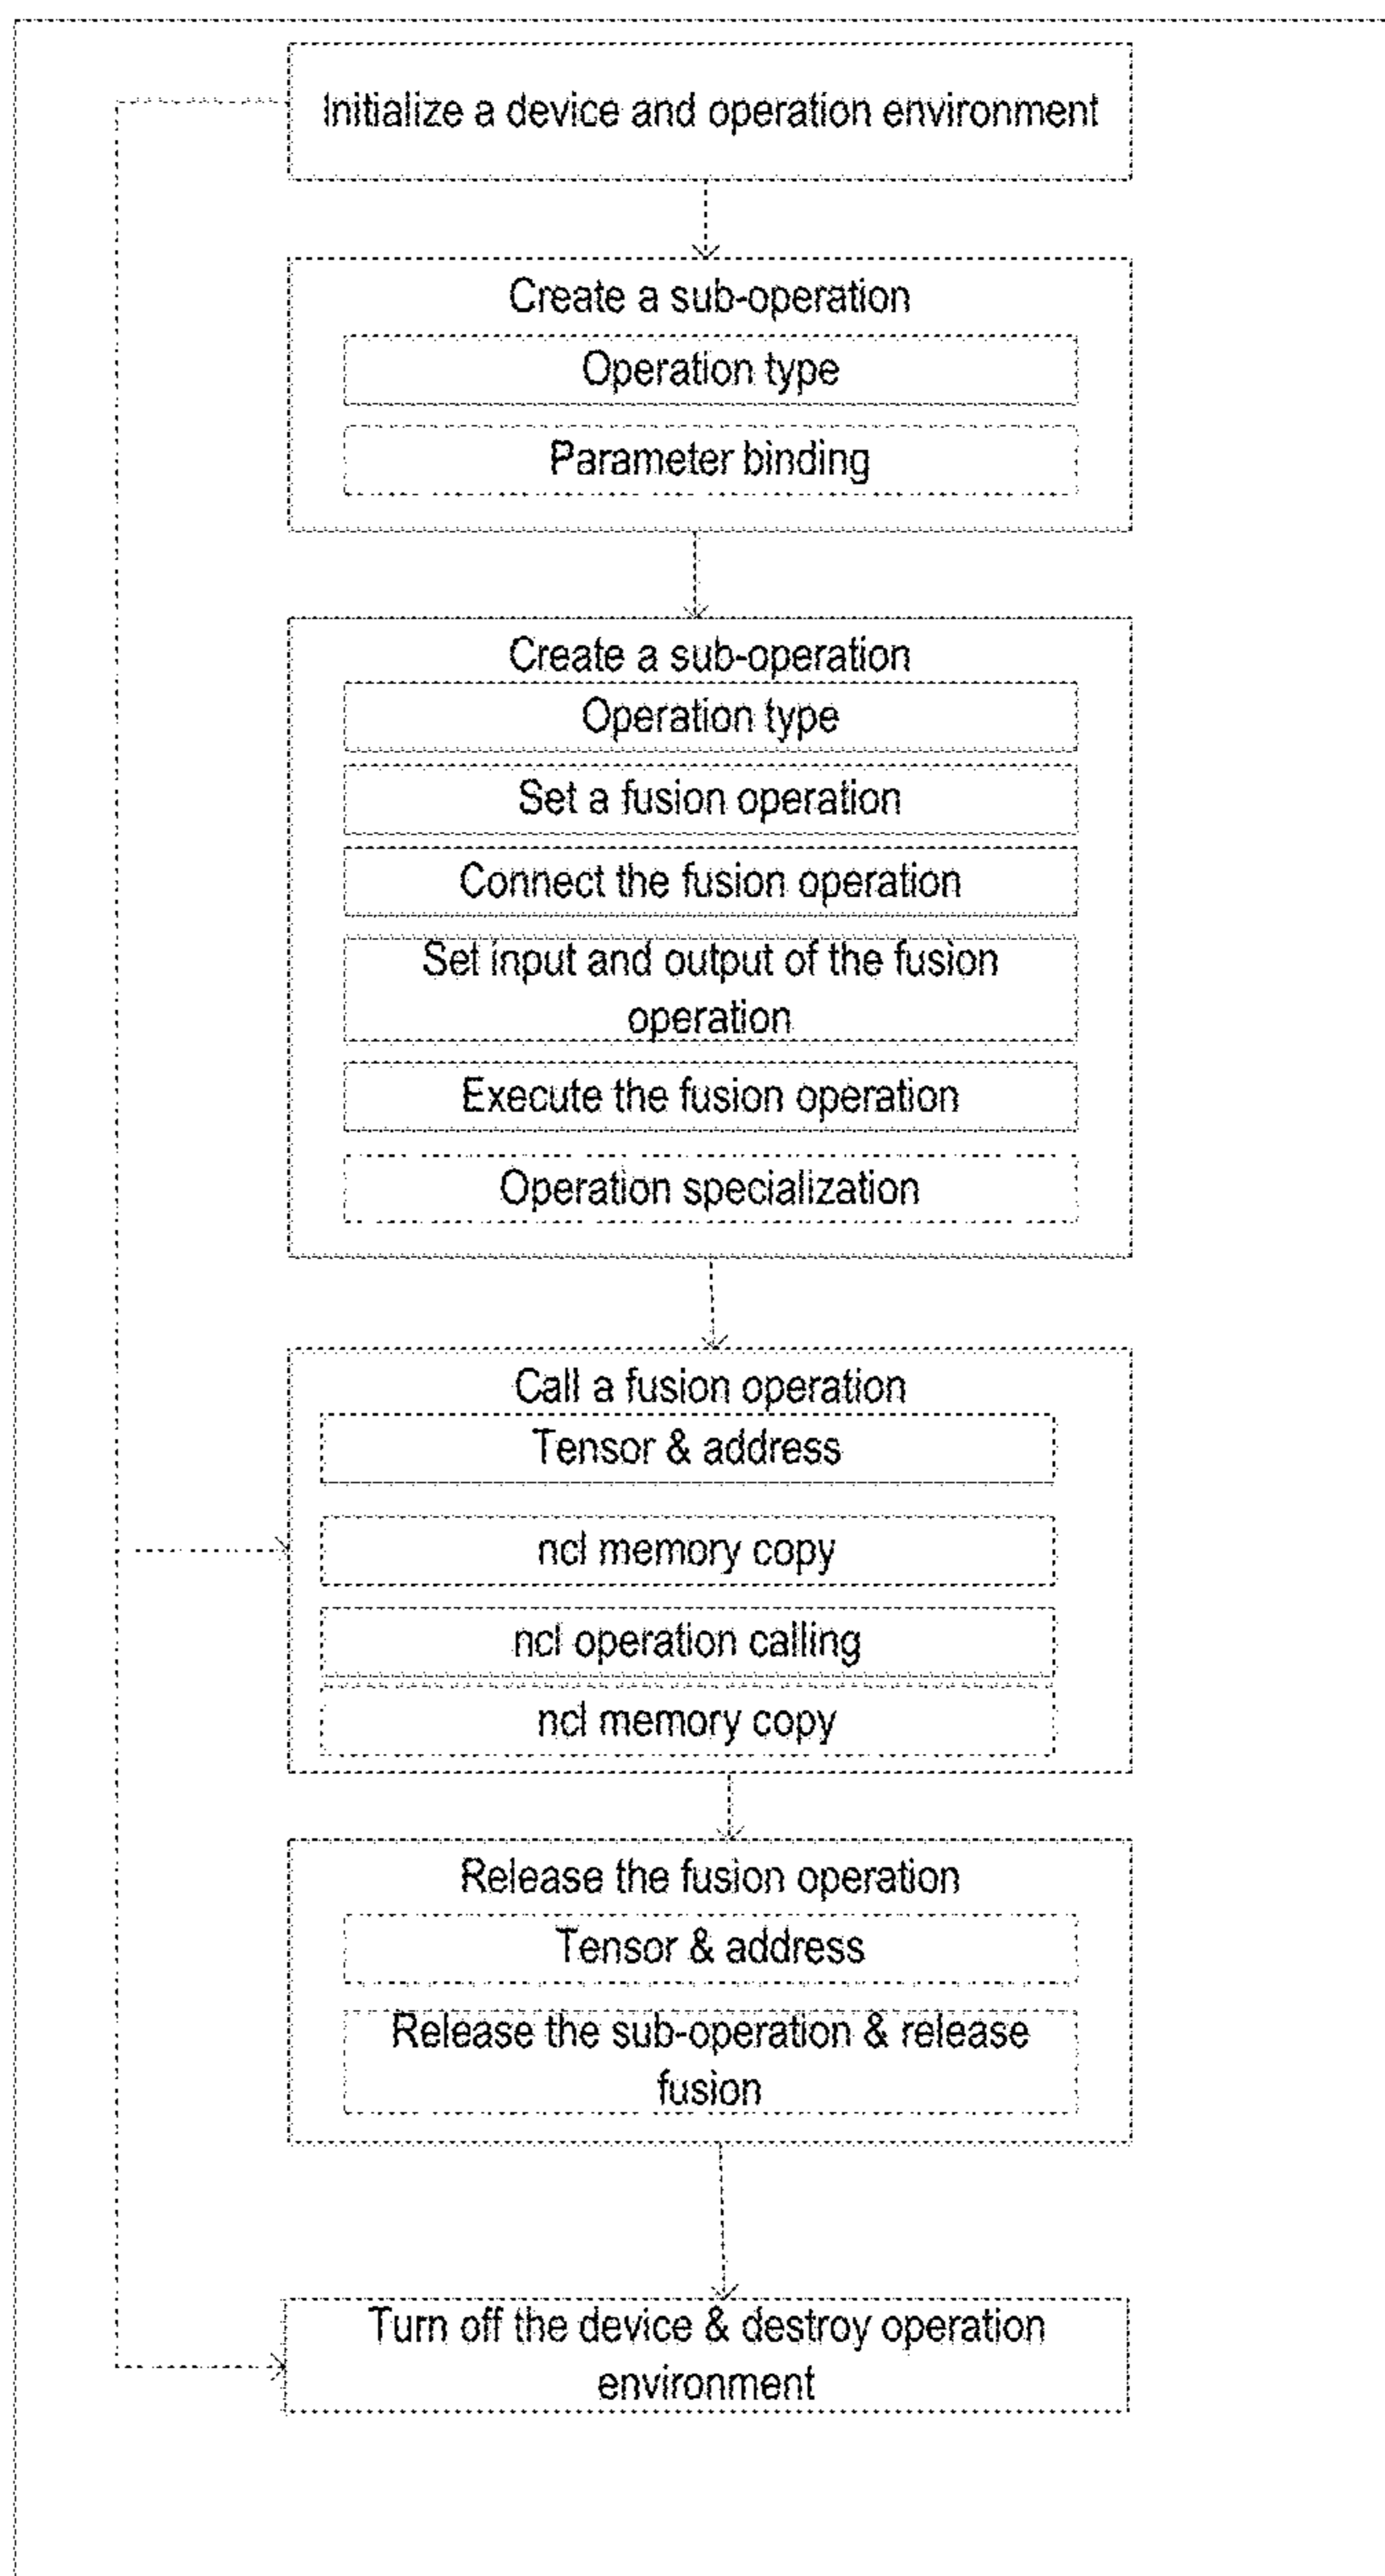 Initialize a device and operation environment
Create a sub-operation
Operation type
Parameter binding
Create a sub-operation
Operation type
Set a fusion operation
Connect the fusion operation
Set input and output of the fusion
operation
Execute the fusion operation
Operation specialization
Call a fusion operation
Tensor & address
ncl memory copy
ncl operation calling
ncl memory copy
Release the fusion operation
Tensor & address
Release the sub-operation & release
fusion
Turn off the device & destroy operation
environment